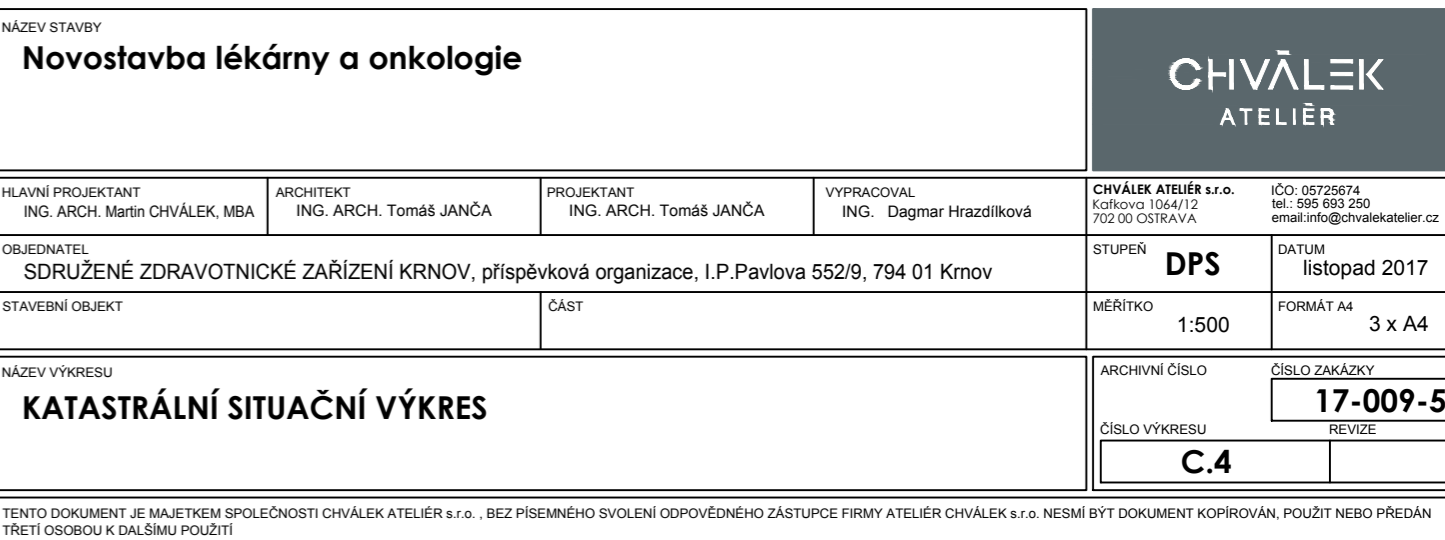 NÁZEV STAVBY
Novostavba lékárny a onkologie
CHVÁLEK
ATELIÉR
HLAVNÍ PROJEKTANT
ING. ARCH. Martin CHVÁLEK, MBA
ARCHITEKT
ING. ARCH. Tomáš JANČA
PROJEKTANT
ING. ARCH. Tomáš JANČA
VYPRACOVAL
ING. Dagmar Hrazdílková
CHVÁLEK ATELIÉR s.r.o.
Kafkova 1064/12
702 00 OSTRAVA
IČO: 05725674
tel.: 595 693 250
email:info@chvalekatelier.cz
OBJEDNATEL
SDRUŽENÉ ZDRAVOTNICKÉ ZAŘÍZENÍ KRNOV, příspěvková organizace, I.P.Pavlova 552/9, 794 01 Krnov
STUPEŇ
DPS
DATUM
listopad 2017
STAVEBNÍ OBJEKT
ČÁST
MĚŘÍTKO
1:500
FORMÁT A4
3 x A4
NÁZEV VÝKRESU
KATASTRÁLNÍ SITUAČNÍ VÝKRES
ARCHIVNÍ ČÍSLO
ČÍSLO ZAKÁZKY
17-009-5
ČÍSLO VÝKRESU
C.4
REVIZE
TENTO DOKUMENT JE MAJETKEM SPOLEČNOSTI CHVÁLEK ATELIÉR s.r.o. , BEZ PÍSEMNÉHO SVOLENÍ ODPOVĚDNÉHO ZÁSTUPCE FIRMY ATELIÉR CHVÁLEK s.r.o. NESMÍ BÝT DOKUMENT KOPÍROVÁN, POUŽIT NEBO PŘEDÁN
TŘETÍ OSOBOU K DALŠÍMU POUŽITÍ